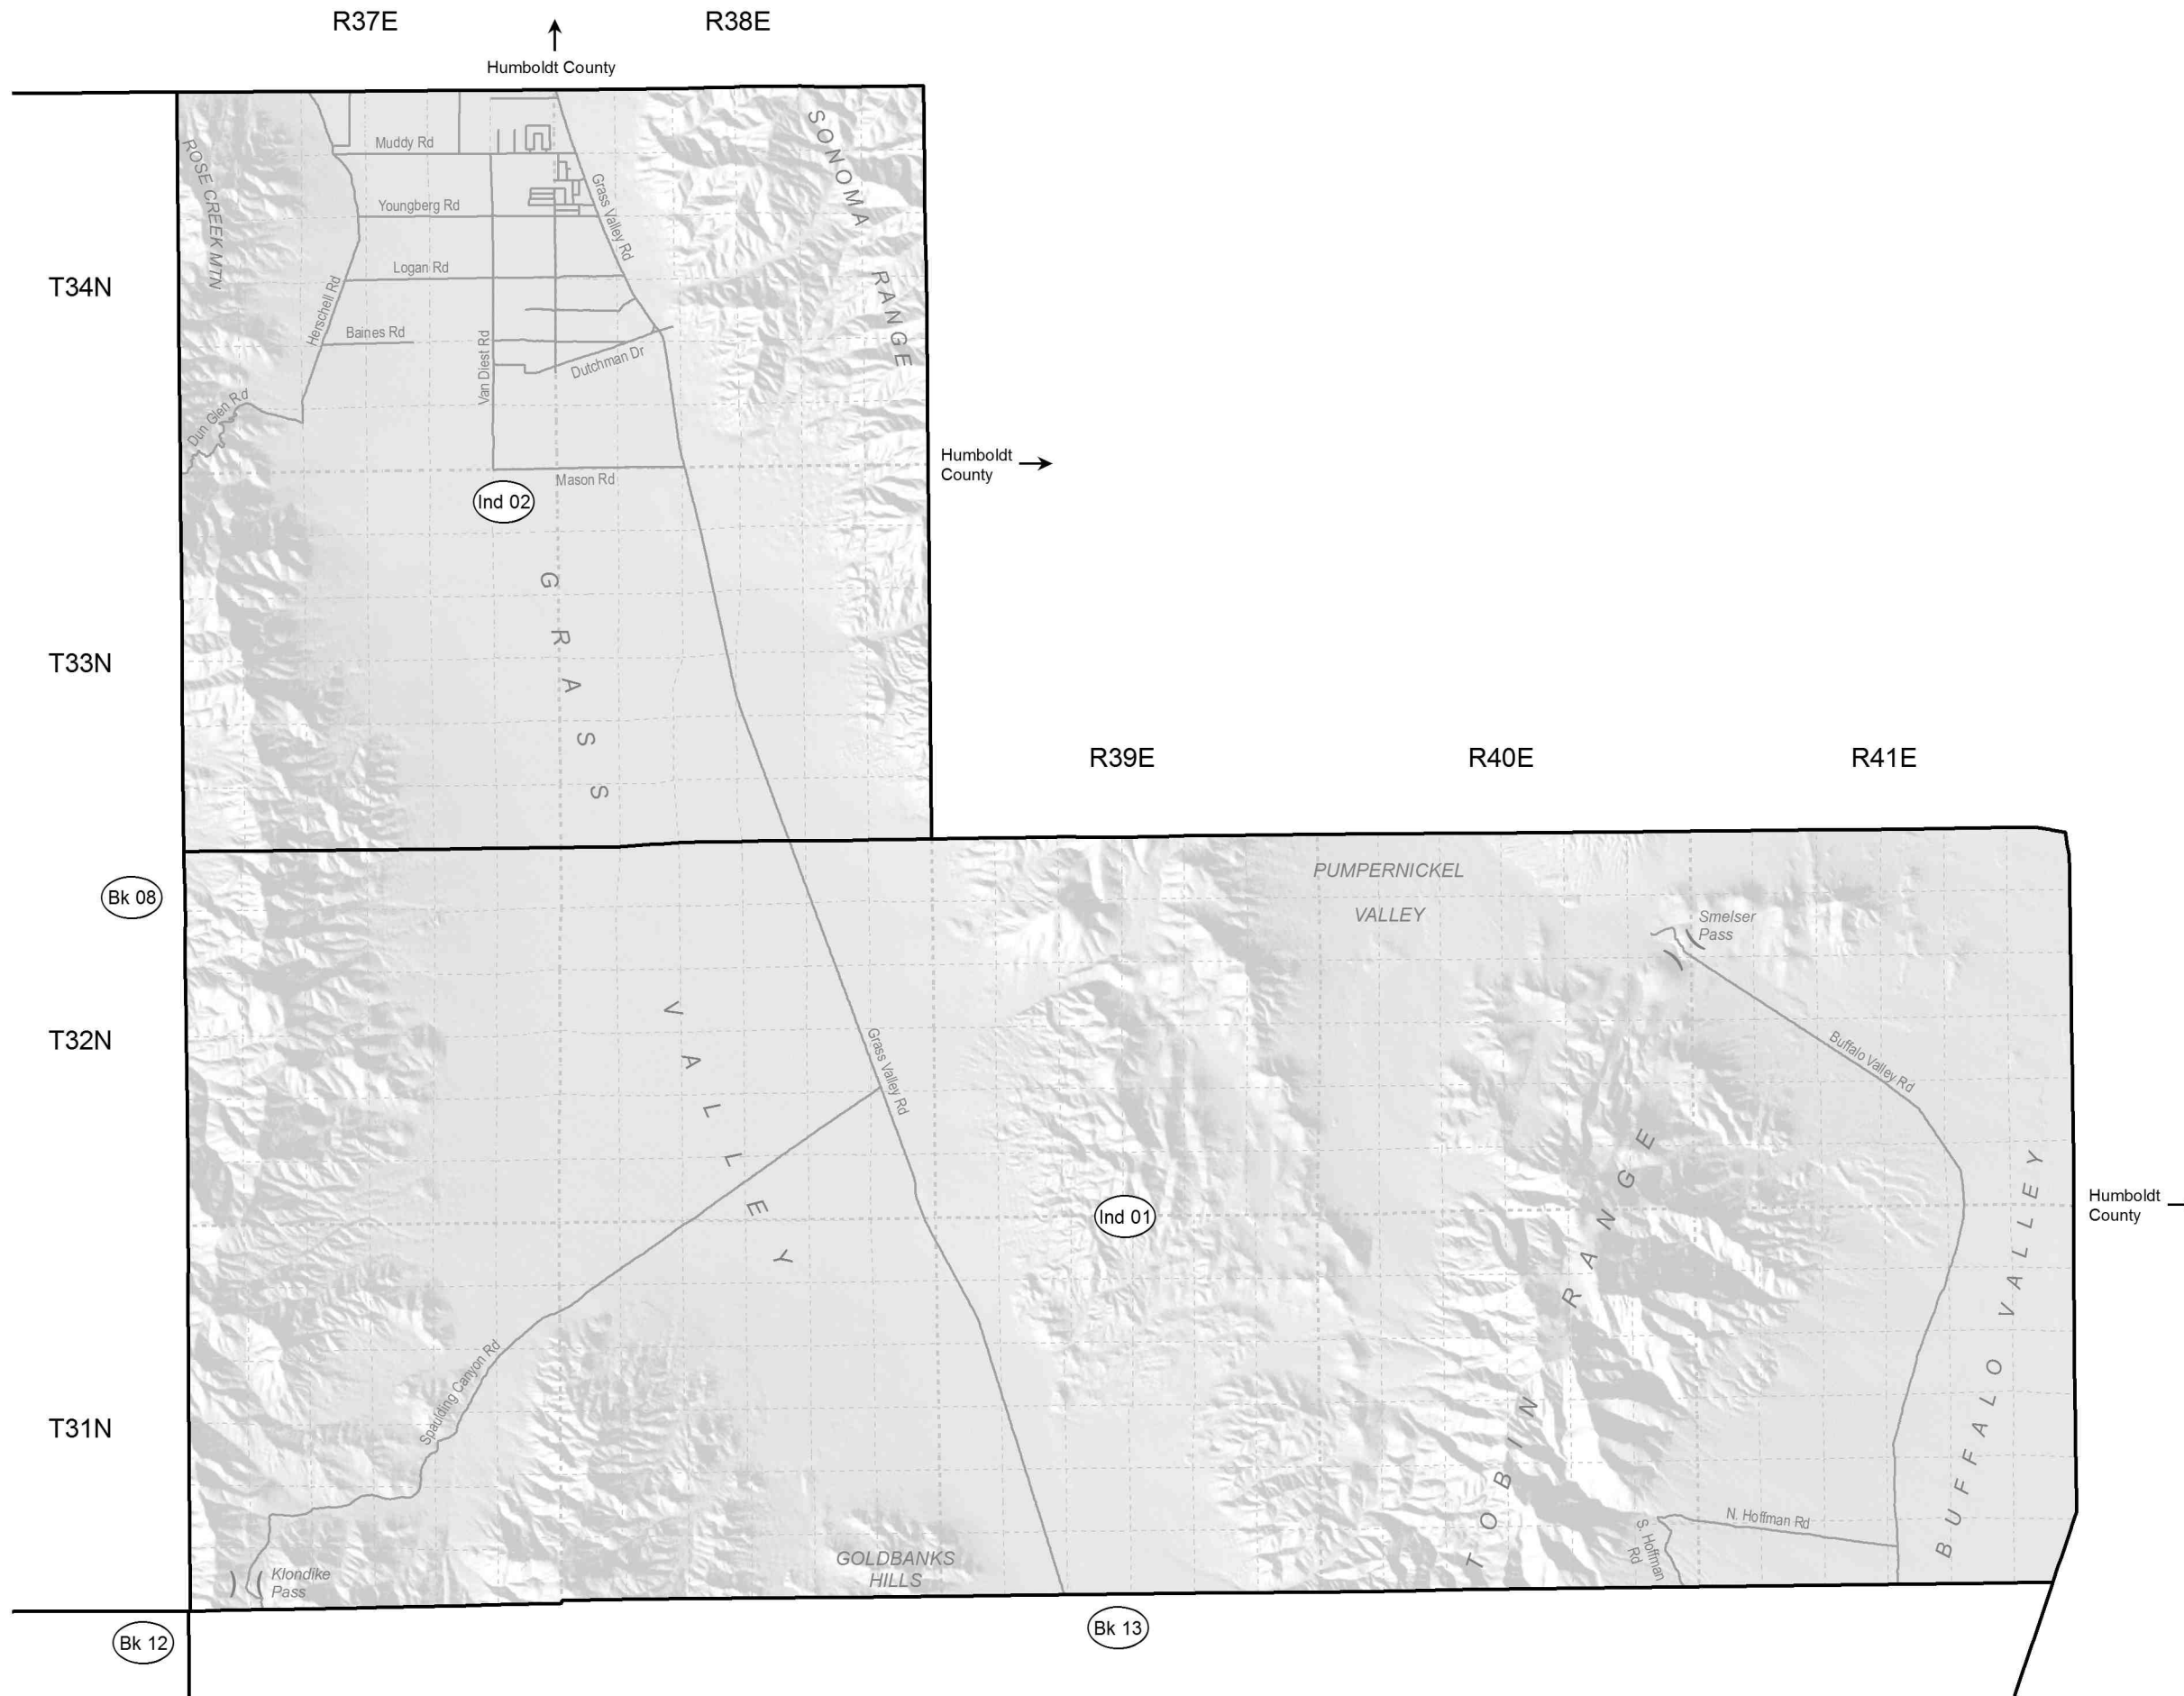 R37E
R38E
Humboldt County
SONOMA
RANGE
ROSE CREEK MTN
Muddy Rd
Grass Valley Rd
Youngberg Rd
T34N
Logan Rd
Herschell Rd
Baines Rd
Van Diest Rd
Dutchman Dr
Dun Glen Rd
Humboldt
County
Mason Rd
Ind 02
GRASS
T33N
R39E
R40E
R41E
Bk 08
PUMPERNICKEL
VALLEY
Smelser
Pass
VALLEY
T32N
Grass Valley Rd
Buffalo Valley Rd
TOBIN RANGE
BUFFALO VALLEY
Ind 01
Humboldt
County
Spaulding Canyon Rd
T31N
N. Hoffman Rd
S. Hoffman
Rd
GOLDBANKS
HILLS
Klondike
Pass
Bk 12
Bk 13